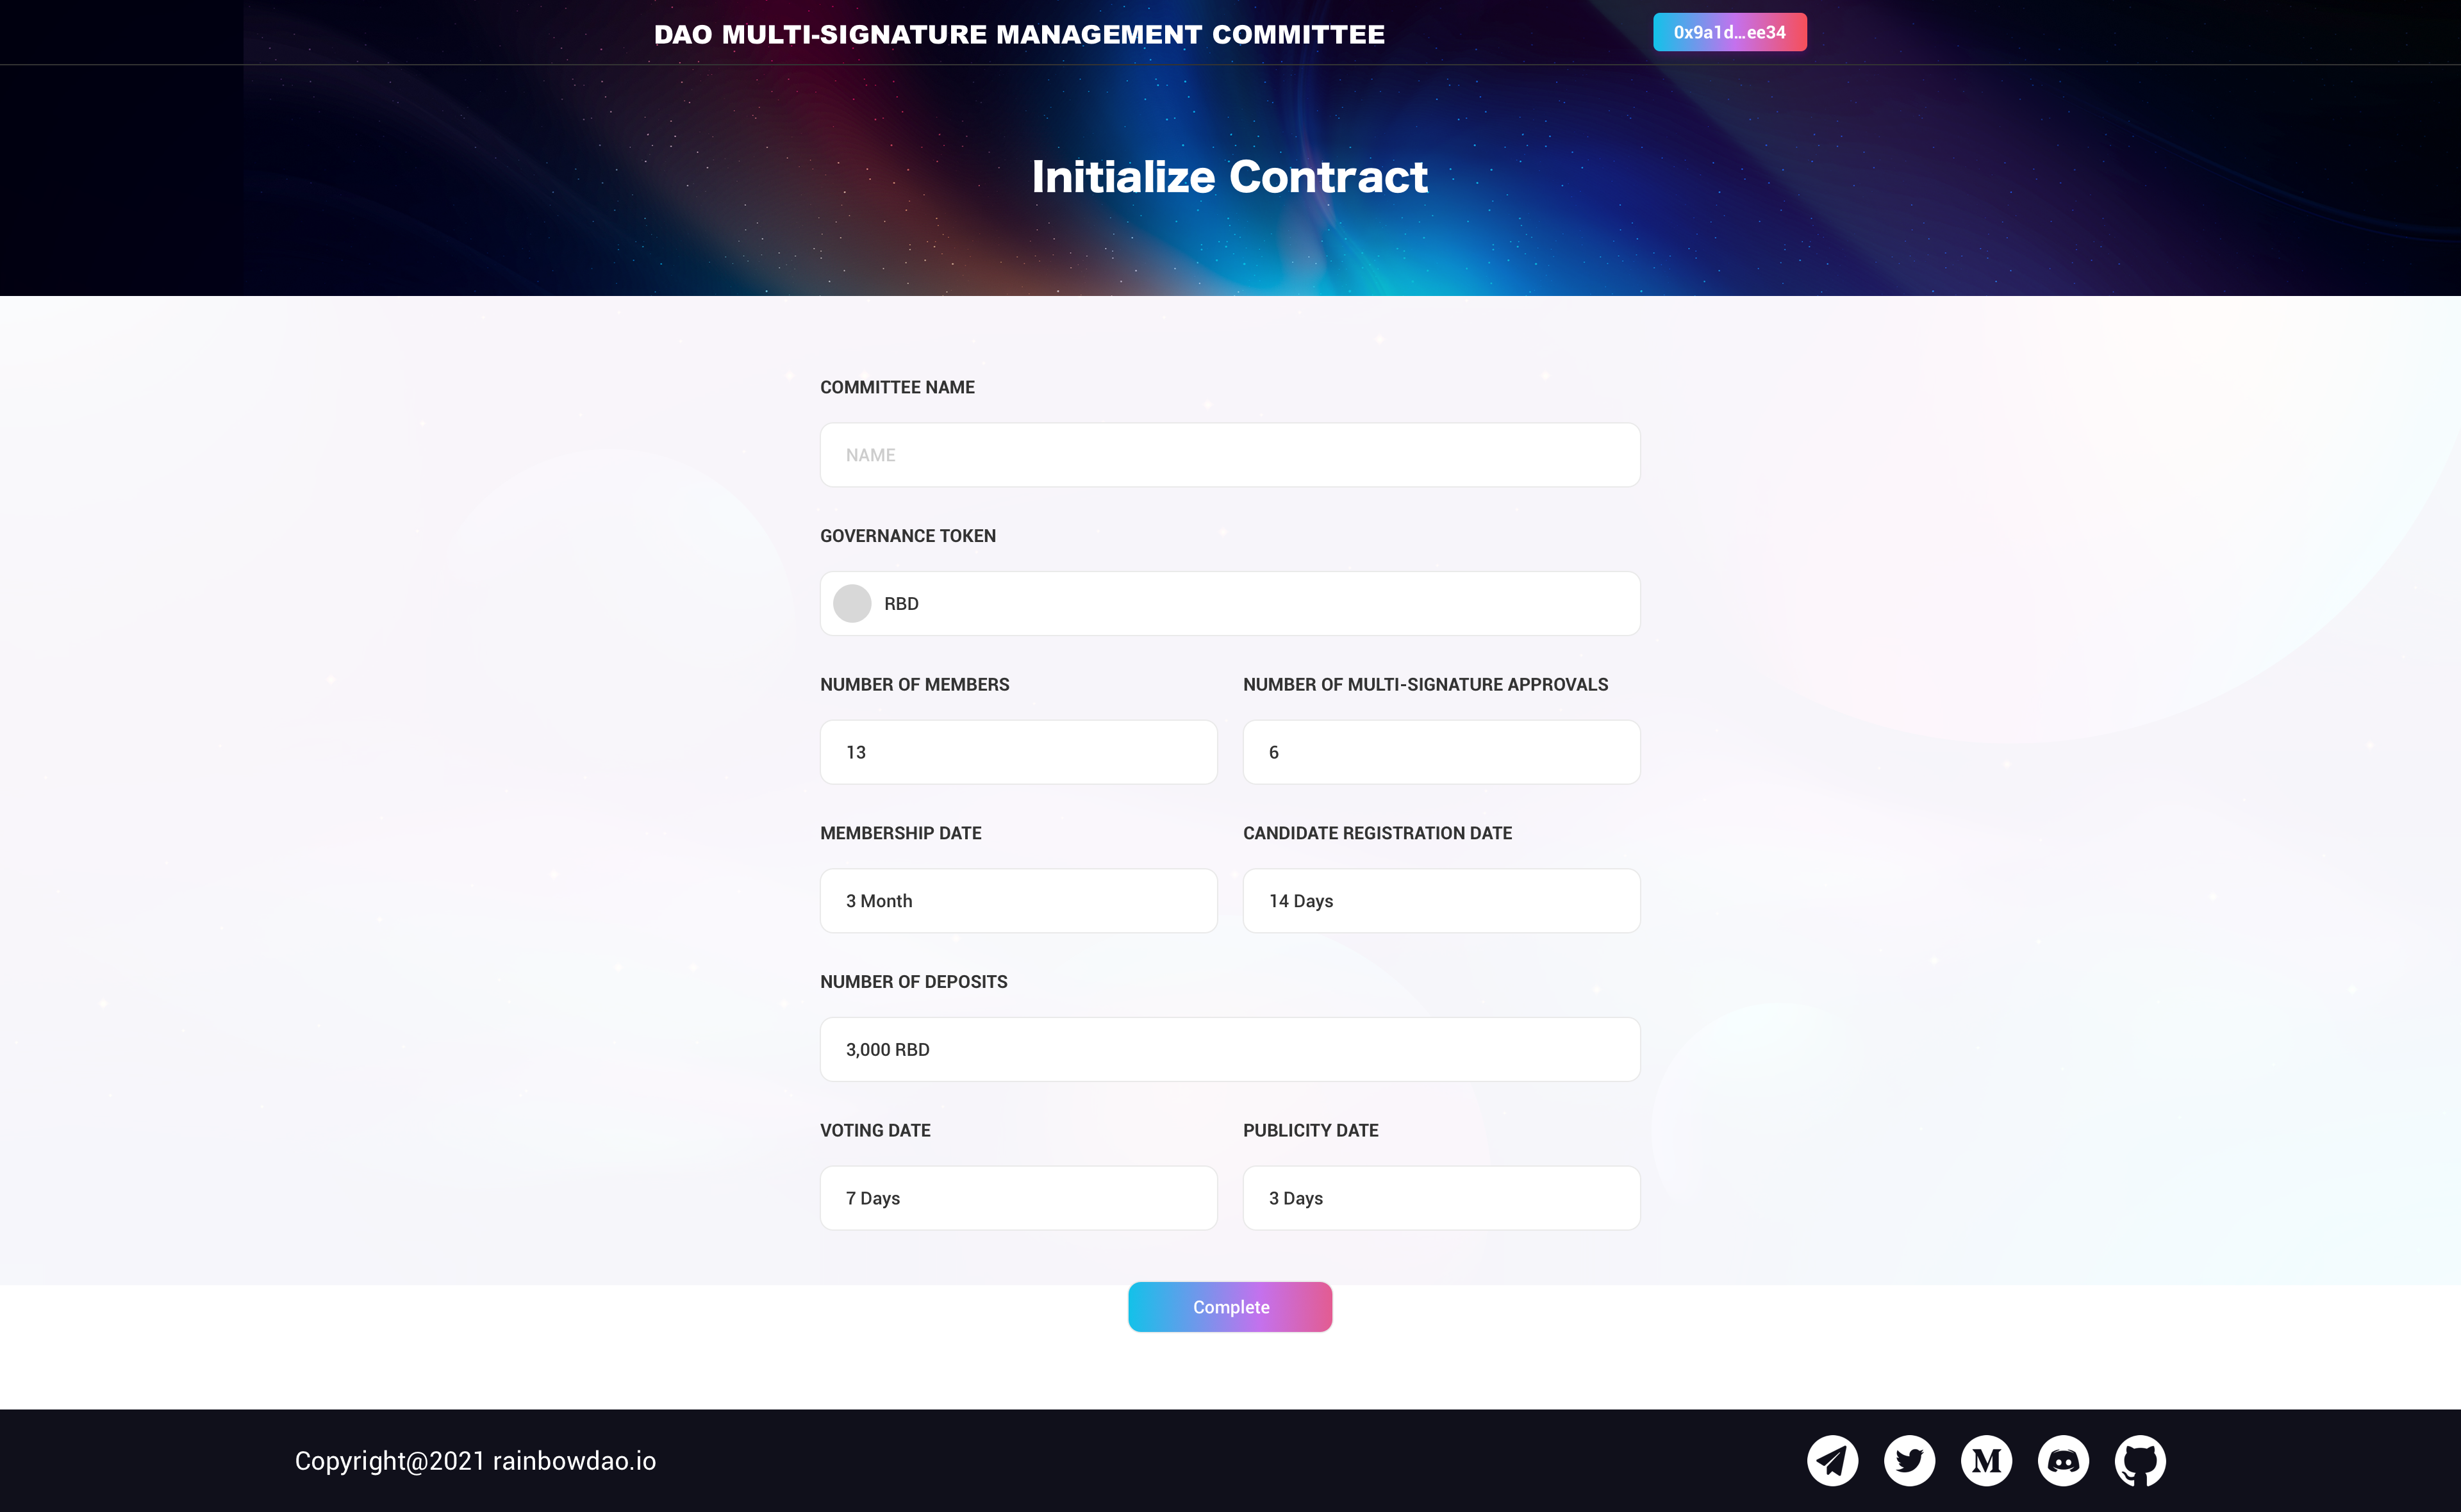 DAO MULTI-SIGNATURE MANAGEMENT COMMITTEE
0x9a1d...ee34
Initialize Contract
COMMITTEE NAME
NAME
GOVERNANCE TOKEN
RBD
NUMBER OF MEMBERS
NUMBER OF MULTI-SIGNATURE APPROVALS
13
6
MEMBERSHIP DATE
CANDIDATE REGISTRATION DATE
3 Month
14 Days
NUMBER OF DEPOSITS
3,000 RBD
VOTING DATE
PUBLICITY DATE
7 Days
3 Days
Complete
Copyright@2021 rainbowdao.io